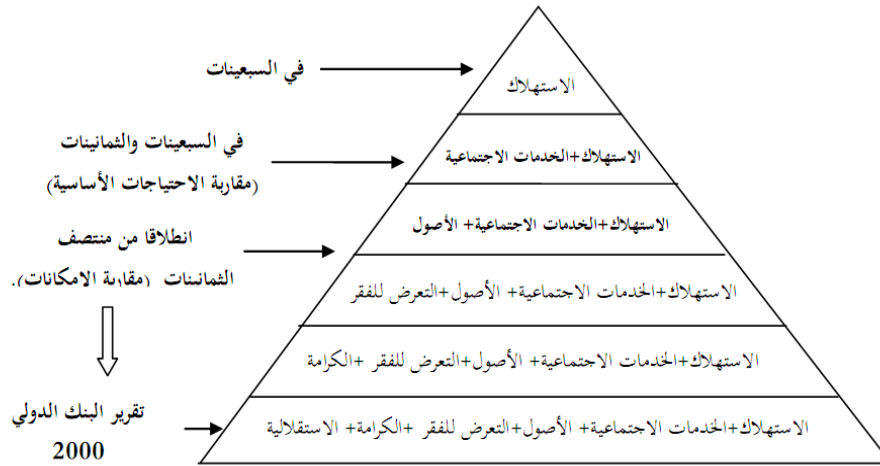 في السبعينات
الاستهلاك
في السبعينات والثمانينات
(مقاربة الاحتياجات الأساسية)
الاستهلاك+الخدمات الاجتماعية
انطلاقا من منتصف
الثمانينات (مقاربة الامكانات).
الاستهلاك+الخدمات الاجتماعية+ الأصول
الاستهلاك+الخدمات الاجتماعية+ الأصول+التعرض للفقر
الاستهلاك+الخدمات الاجتماعية+ الأصول+التعرض للفقر +الكرامة
تقرير البنك الدولي
2000
الاستهلاك+الخدمات الاجتماعية+ الأصول+التعرض للفقر +الكرامة+ الاستقلالية